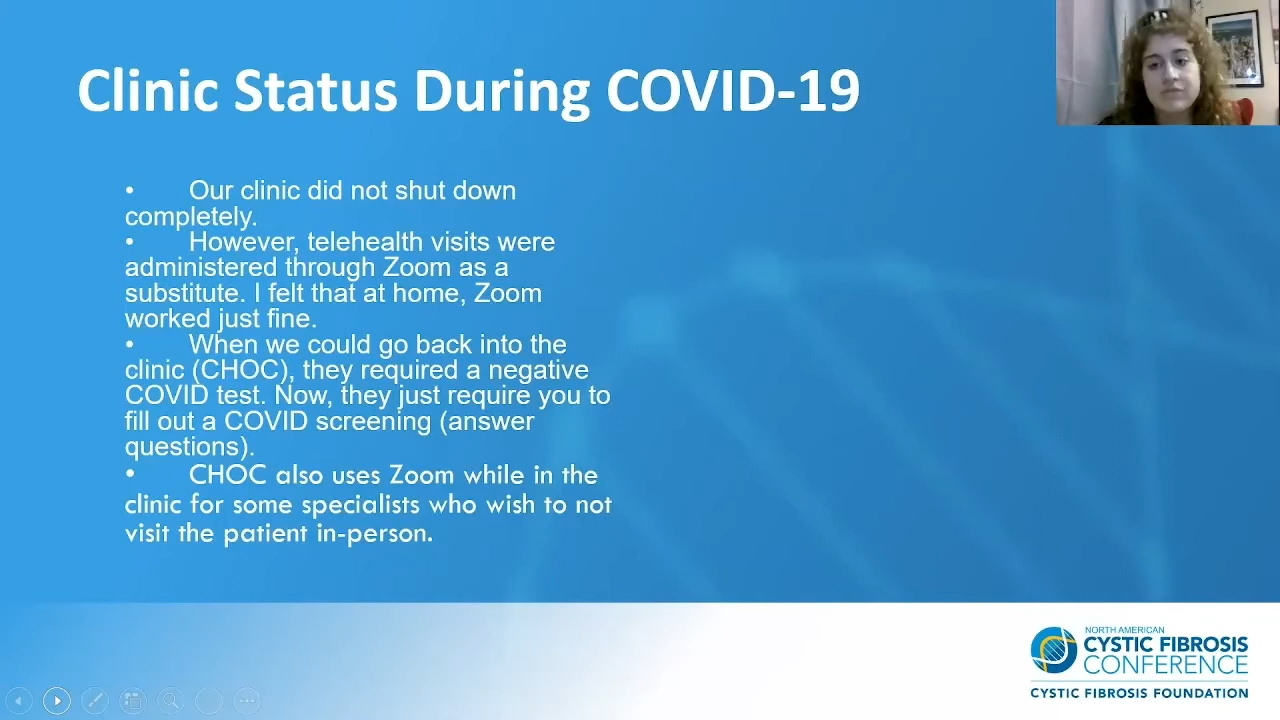 Clinic Status During COVID-19
• Our clinic did not shut down
completely.
• However, telehealth visits were
administered through Zoom as a
substitute. I felt that at home, Zoom
worked just fine.
• When we could go back into the
clinic (CHOC), they required a negative
COVID test. Now, they just require you to
fill out a COVID screening (answer
questions).
• CHOC also uses Zoom while in the
clinic for some specialists who wish to not
visit the patient in-person.
NORTH AMERICAN
CYSTIC FIBROSIS
CONFERENCE
CYSTIC FIBROSIS FOUNDATION